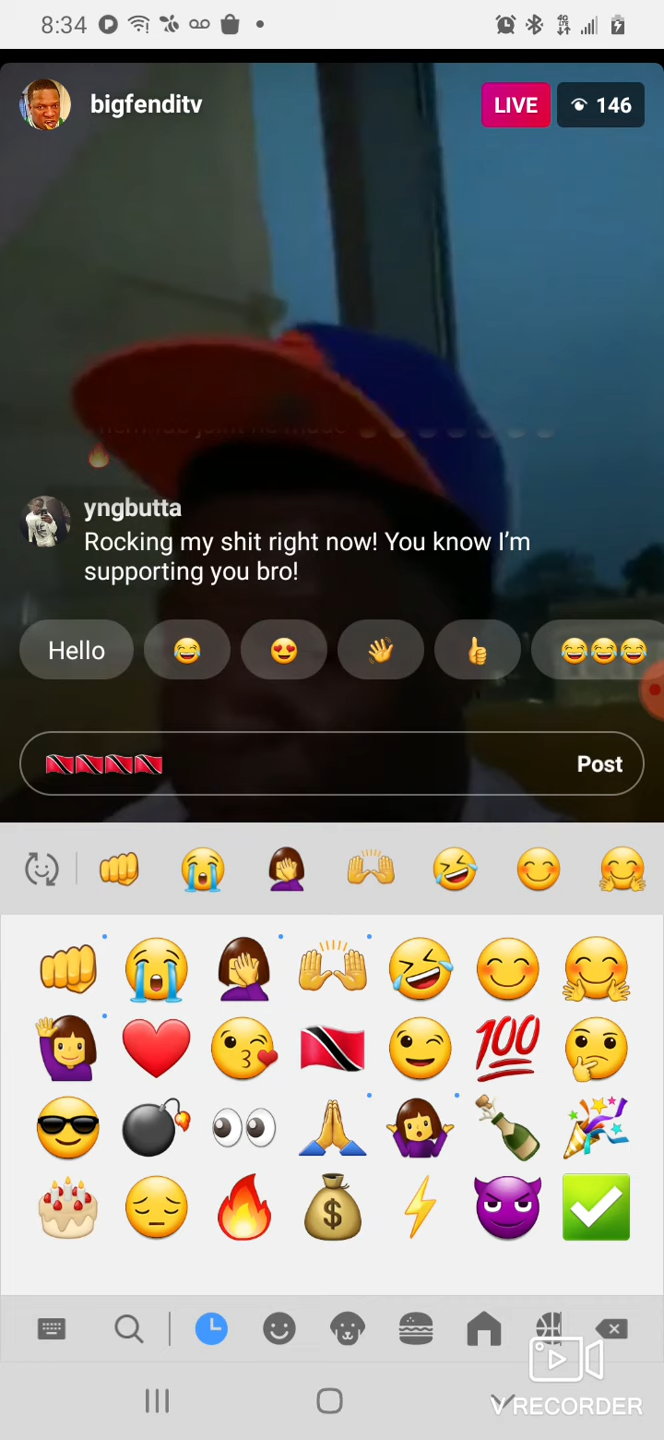 8:34
bigfenditv
LIVE
146
yngbutta
Rocking my shit right now! You know I’m
supporting you bro!
Hello
Post
100
$
V RECORDER